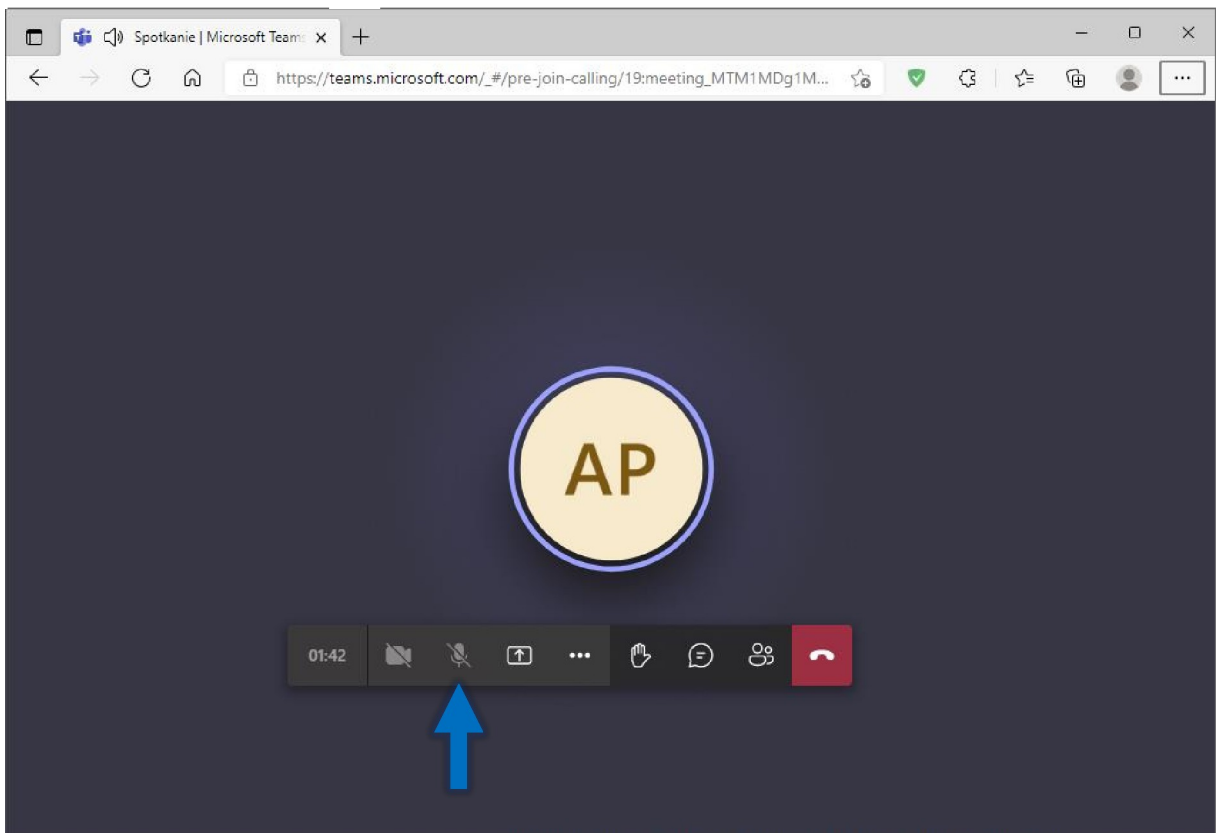 Spotkanie | Microsoft Team
https://teams.microsoft.com/_#/pre-join-calling/19:meeting_MTM1MDg1M...
AP
01:42